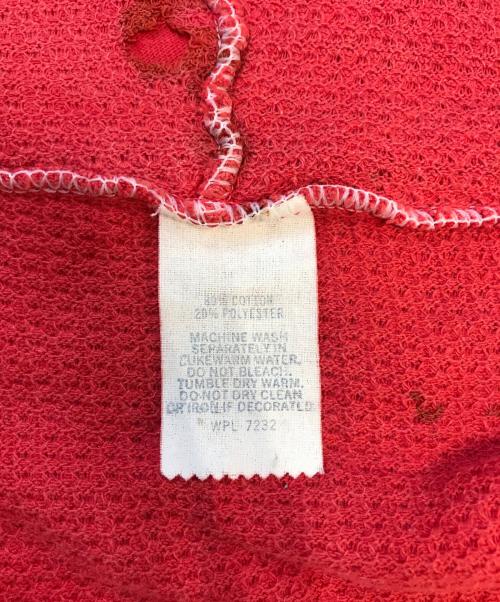 80% COTTON
20% POLYESTER
MACHINE WASH
SEPARATELY IN
LUKEWARM WATER.
DO NOT BLEACH.
TUMBLE DRY WARM.
DO NOT DRY CLEAN
OR IRON IF DECORATED
WPL 7232